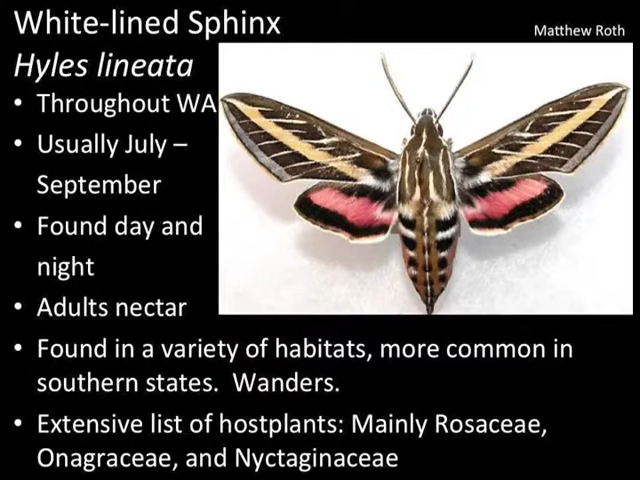 White-lined Sphinx
Matthew Roth
Hyles lineata
• Throughout WA
• Usually July –
September
• Found day and
night
• Adults nectar
• Found in a variety of habitats, more common in
southern states.  Wanders.
• Extensive list of hostplants: Mainly Rosaceae,
Onagraceae, and Nyctaginaceae